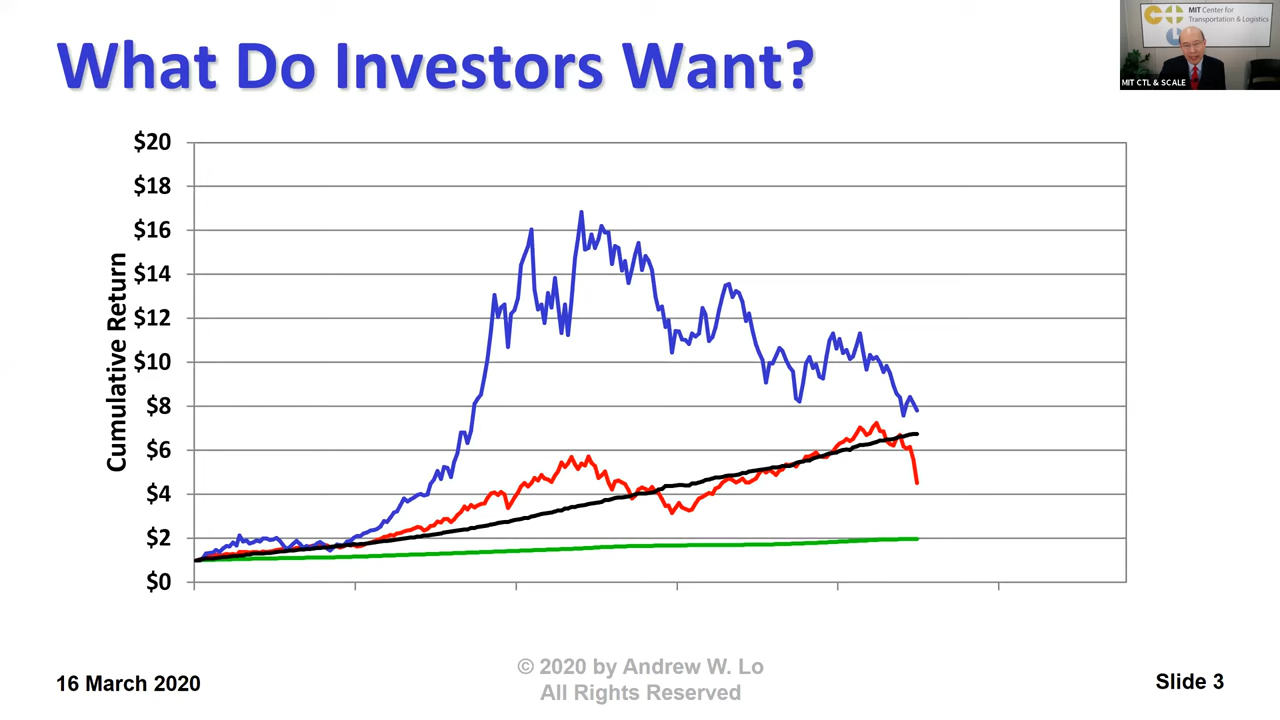 What Do Investors Want?
MIT Center for
Transportation & Logistics
MIT CTL & SCALE
Cumulative Return
$20
$18
$16
$14
$12
$10
$8
$6
$4
$2
$0
16 March 2020
© 2020 by Andrew W. Lo
All Rights Reserved
Slide 3